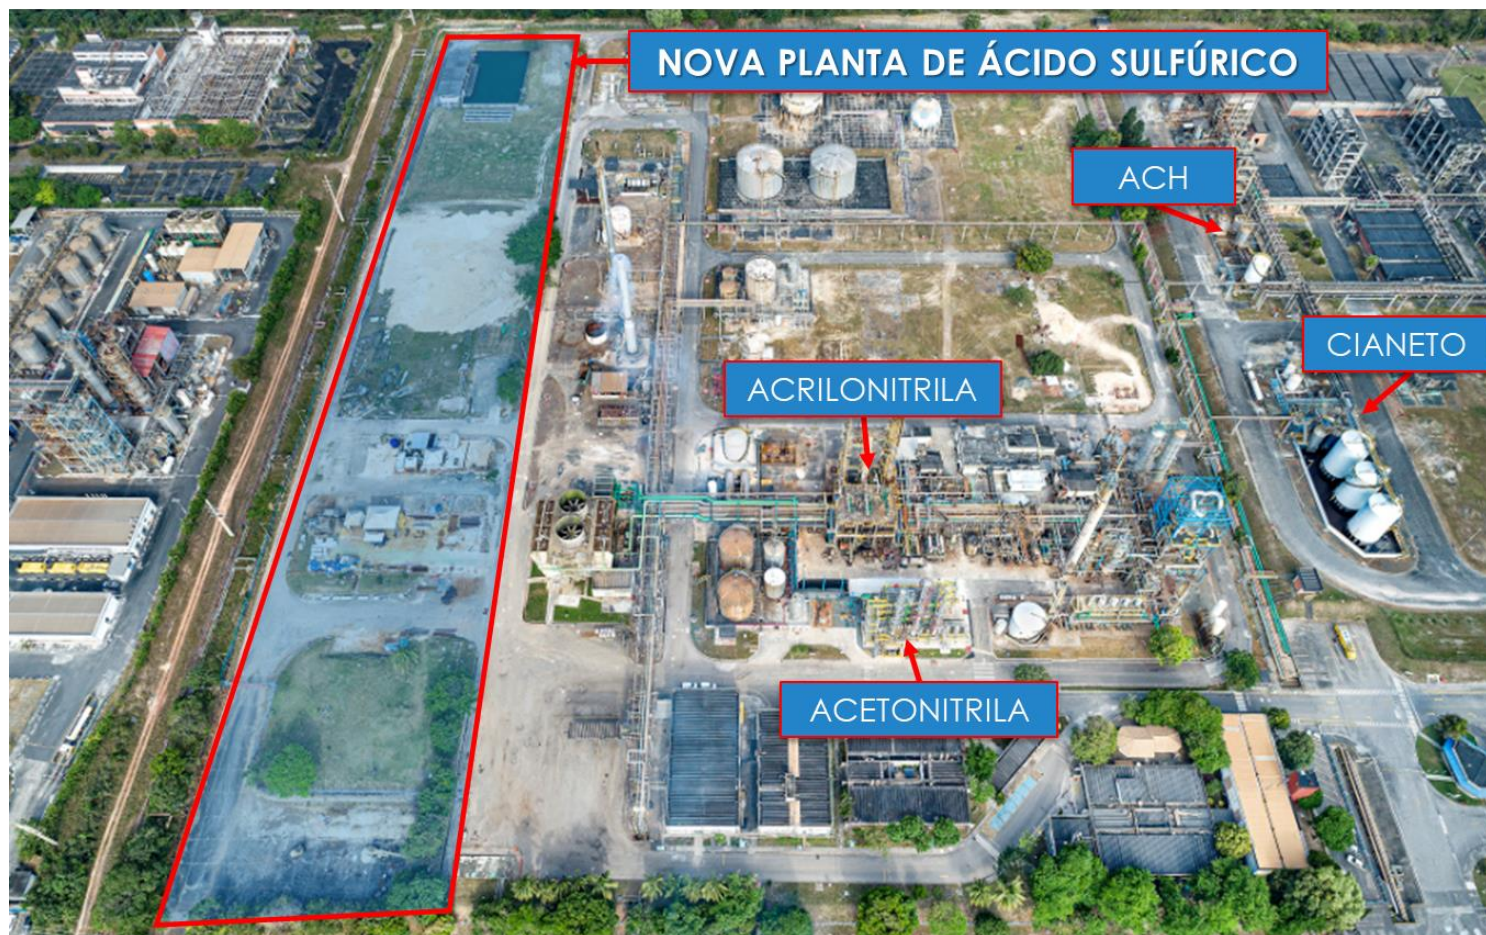 NOVA PLANTA DE ÁCIDO SULFÚRICO
ACH
CIANETO
ACRILONITRILA
ACETONITRILA